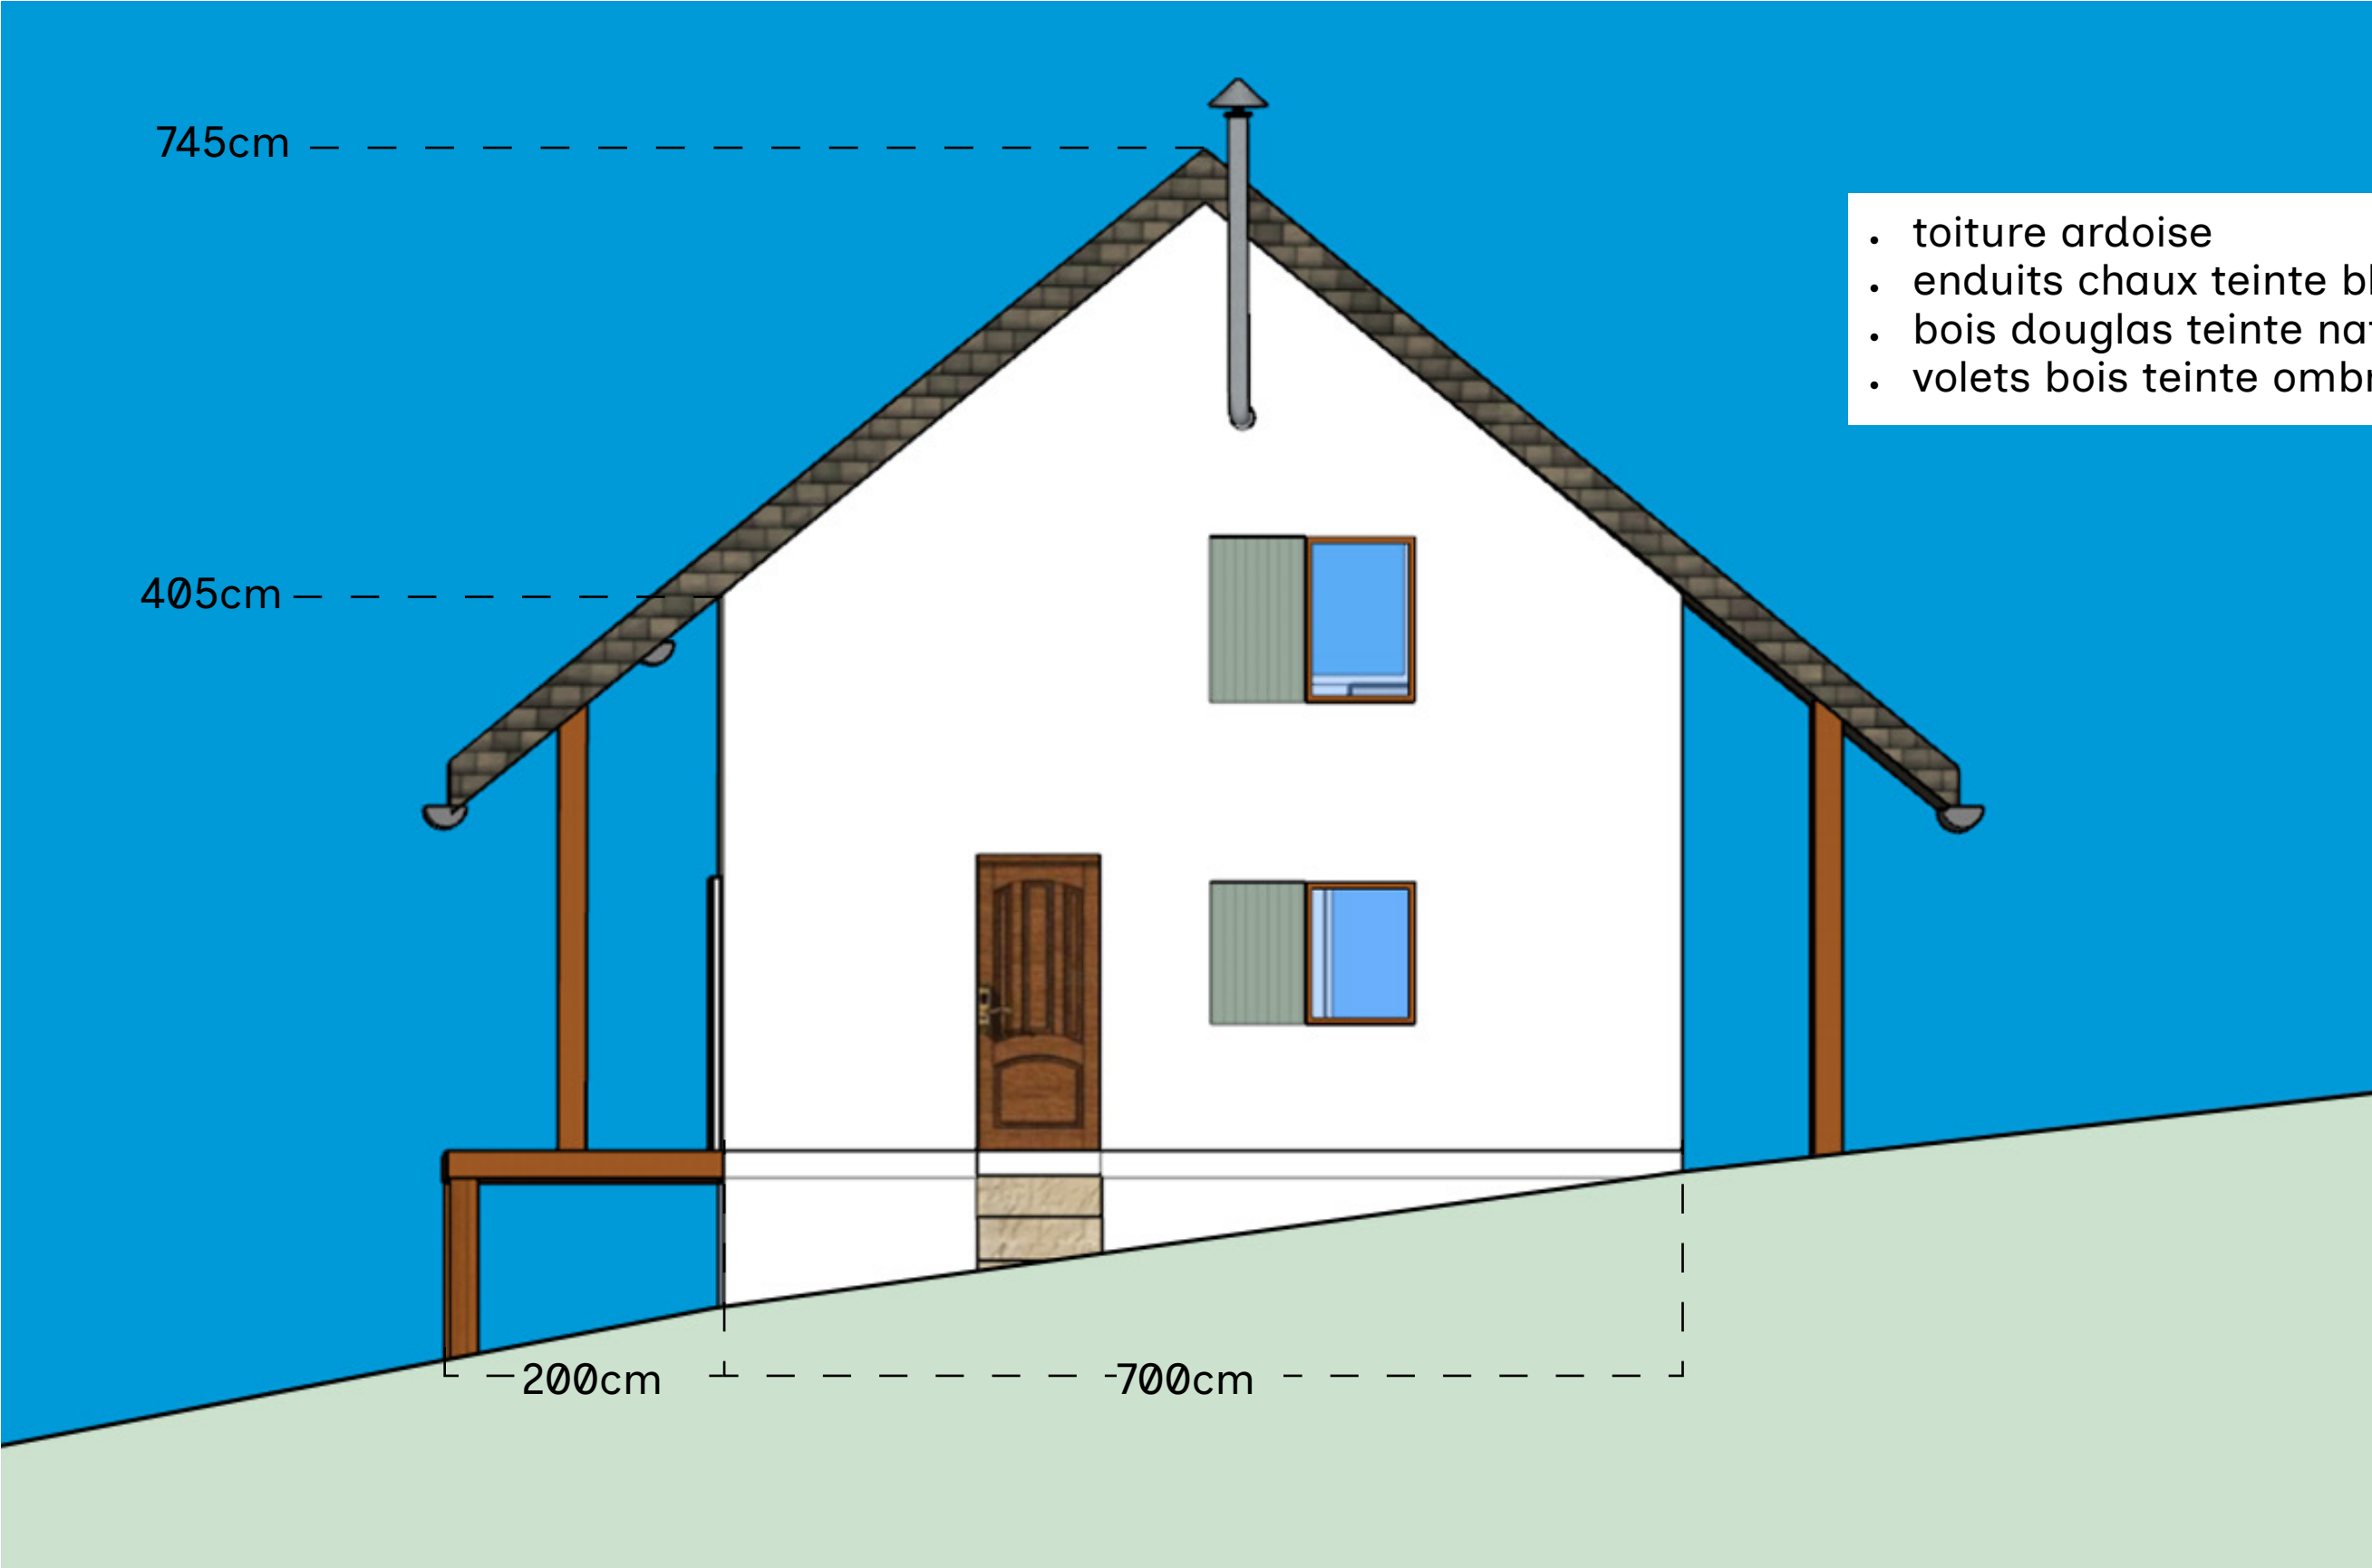 745cm
• toiture ardoise
• enduits chaux teinte
• bois douglas teinte
• volets bois teinte
405cm
200cm
700cm